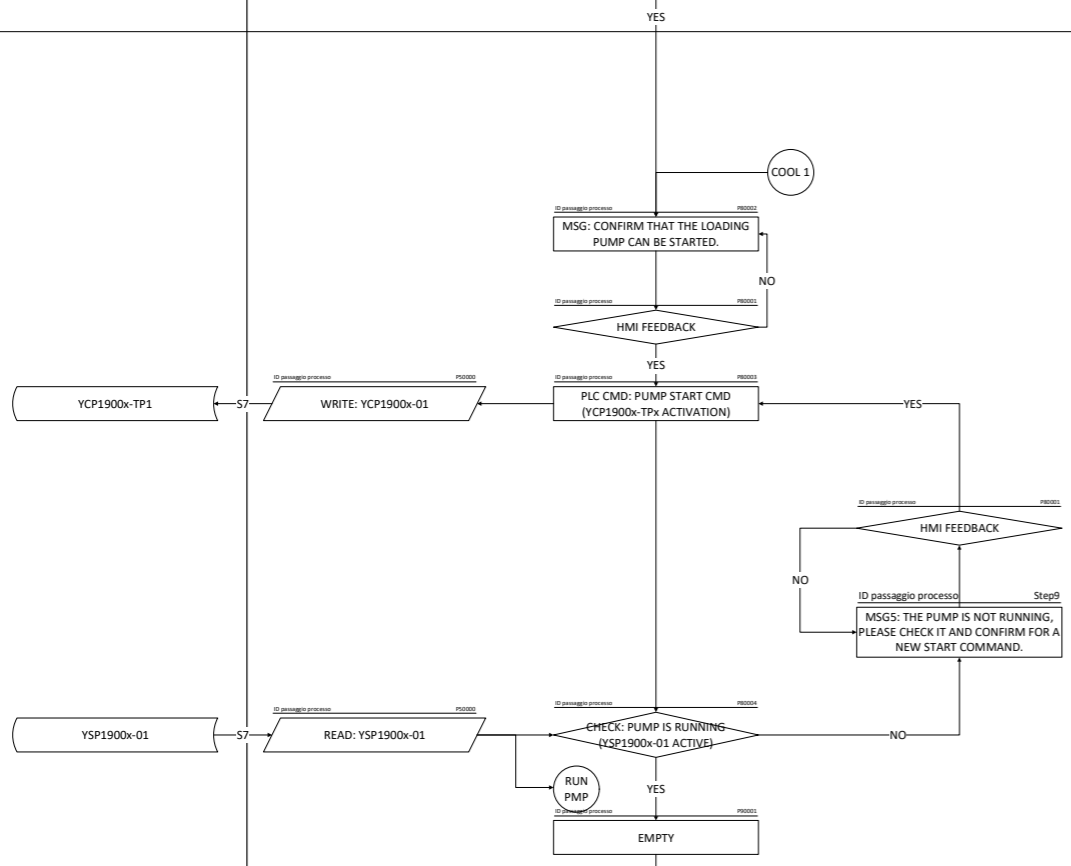 YES
COOL 1
ID passaggio processo P80002
MSG: CONFIRM THAT THE LOADING
PUMP CAN BE STARTED.
NO
ID passaggio processo P80001
HMI FEEDBACK
YES
ID passaggio processo P50000
ID passaggio processo P80003
YCP1900x-TP1
S7
WRITE: YCP1900x-01
PLC CMD: PUMP START CMD
(YCP1900x-TPx ACTIVATION)
YES
ID passaggio processo P80001
HMI FEEDBACK
NO
ID passaggio processo Step9
MSG5: THE PUMP IS NOT RUNNING,
PLEASE CHECK IT AND CONFIRM FOR A
NEW START COMMAND.
ID passaggio processo P50000
ID passaggio processo P80004
YSP1900x-01
S7
READ: YSP1900x-01
CHECK: PUMP IS RUNNING
(YSP1900x-01 ACTIVE)
NO
RUN
PMP
YES
ID passaggio processo P90001
EMPTY